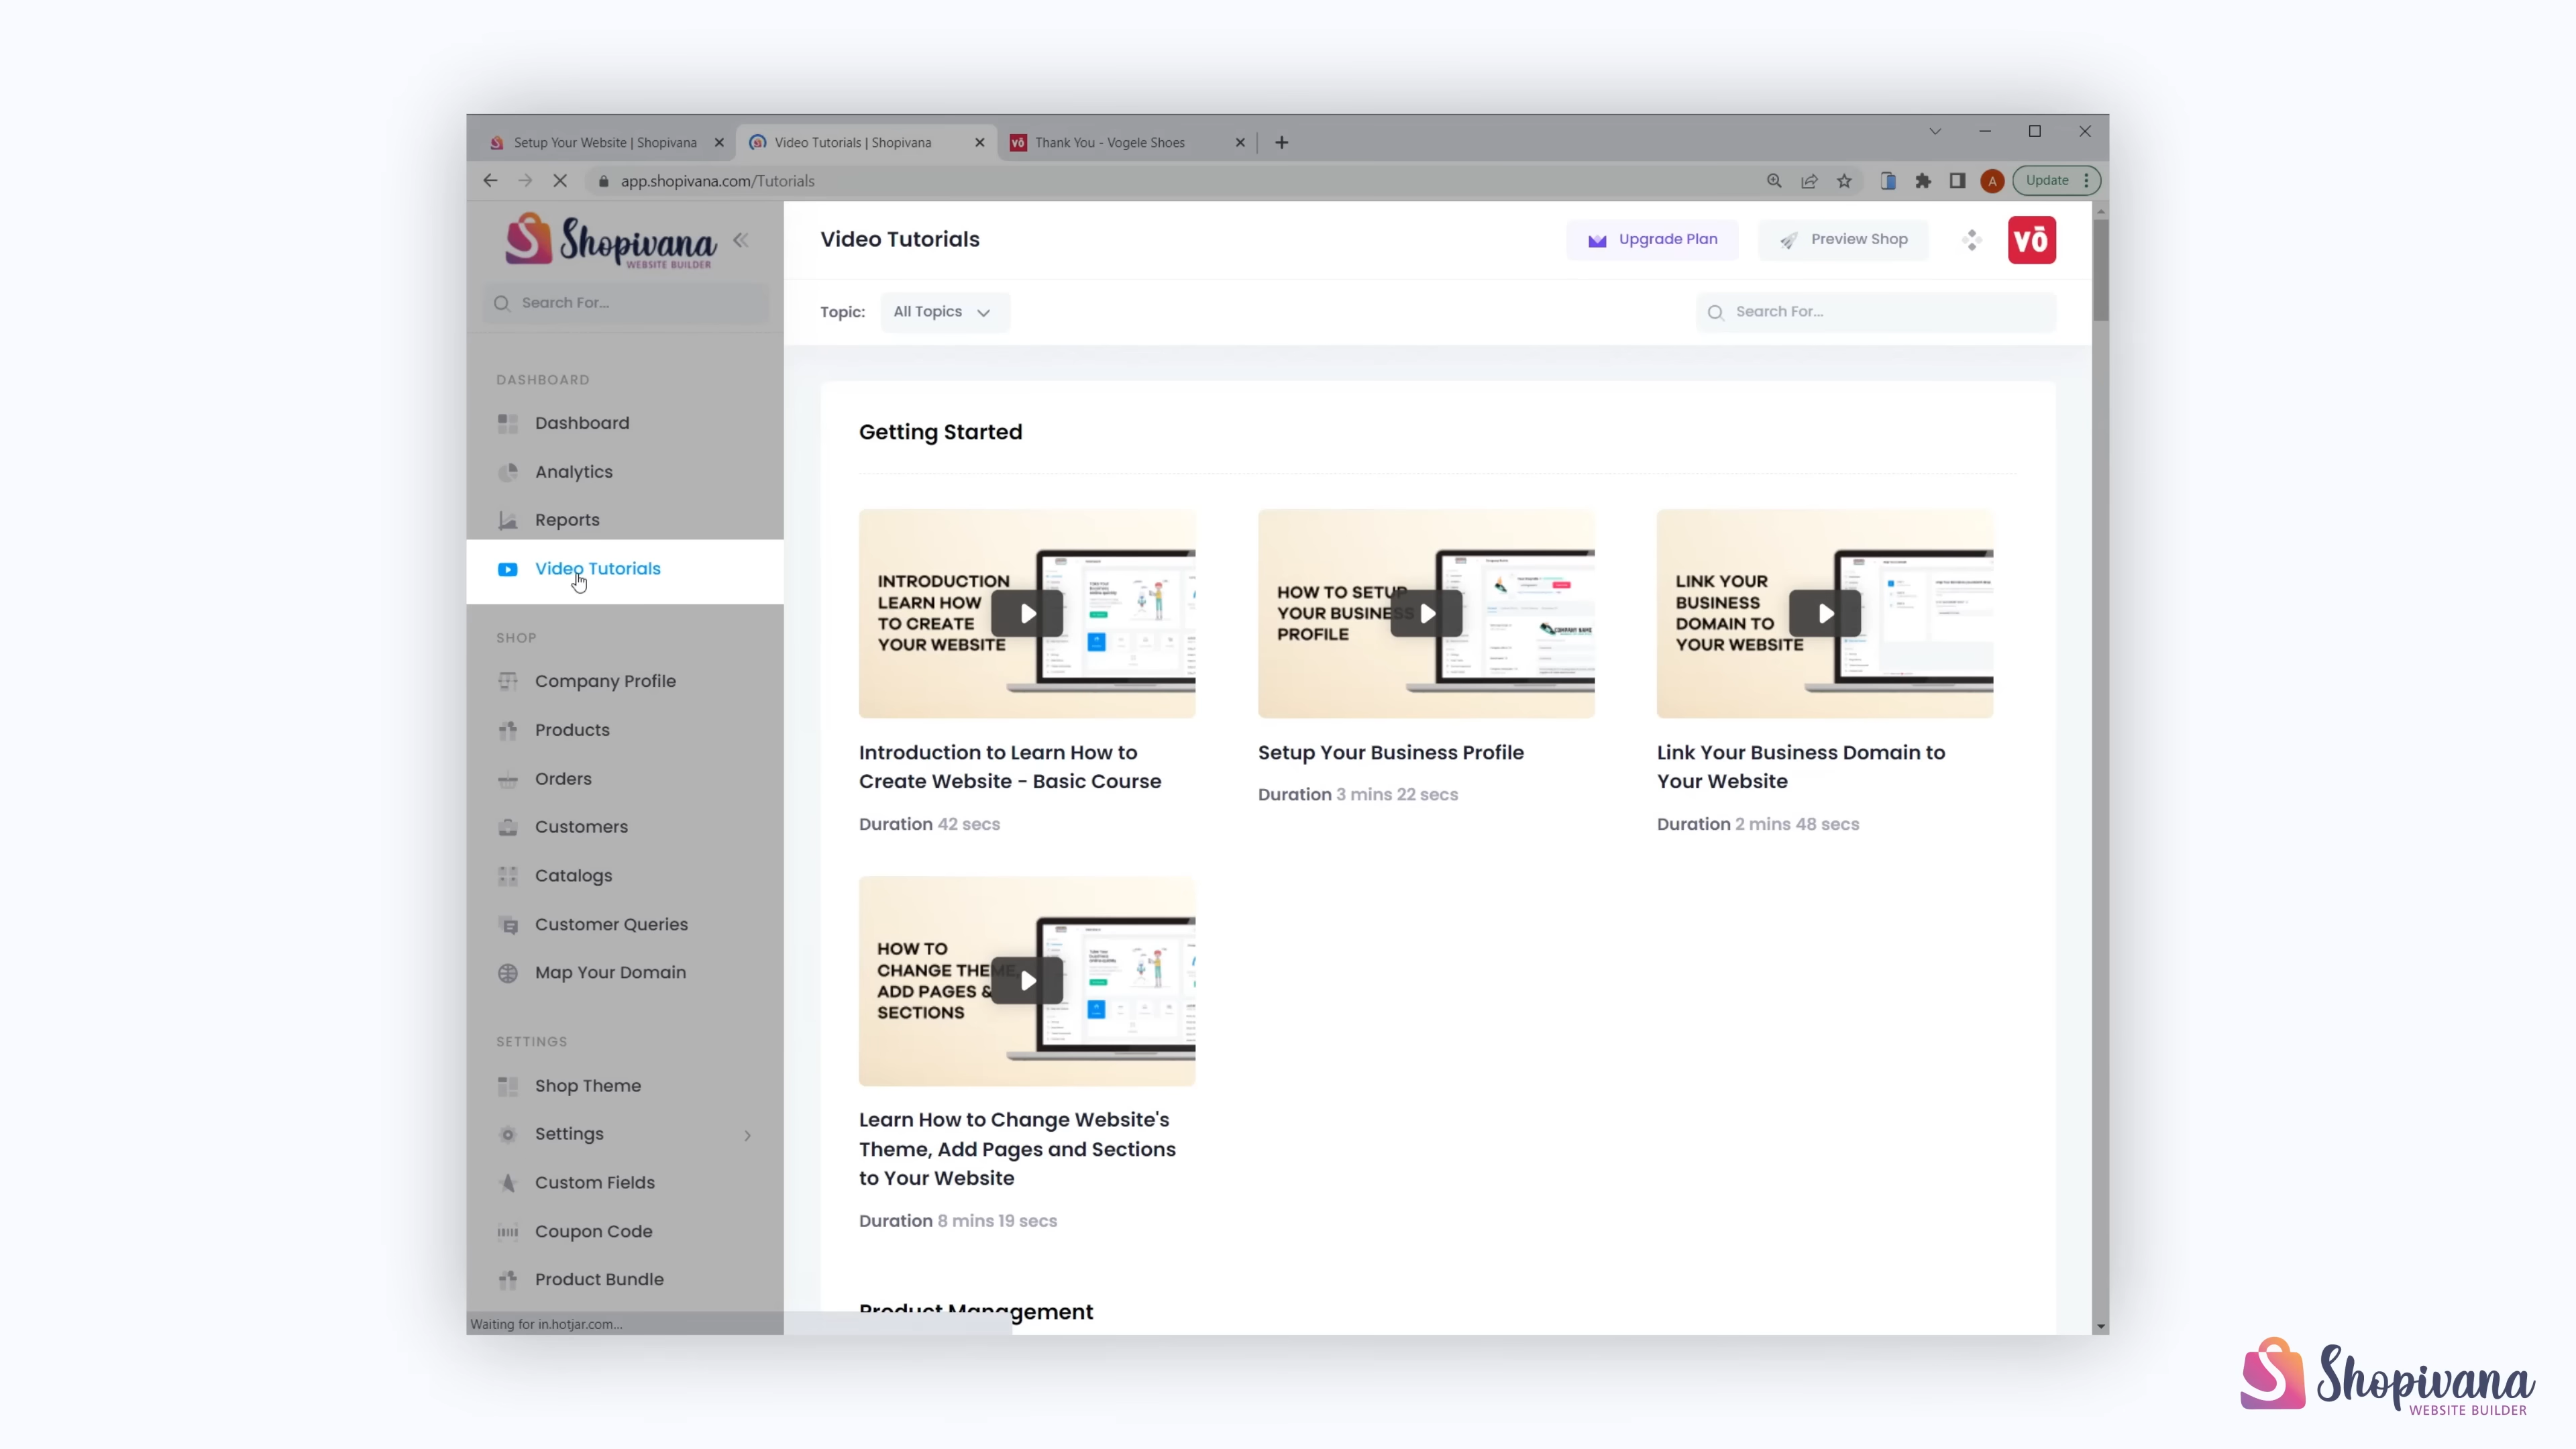 Setup Your Website | Shopivana
Video Tutorials | Shopivana
vō Thank You - Vogele Shoes
app.shopivana.com/Tutorials
A
Update
Shopivana
WEBSITE BUILDER
Search For...
DASHBOARD
Dashboard
Analytics
Reports
Video Tutorials
SHOP
Company Profile
Products
Orders
Customers
Catalogs
Customer Queries
Map Your Domain
SETTINGS
Shop Theme
Settings
Custom Fields
Coupon Code
Product Bundle
Waiting for in.hotjar.com...
Video Tutorials
Upgrade Plan
Preview Shop
vō
Topic:
All Topics
Search For...
Getting Started
INTRODUCTION
LEARN HOW
TO CREATE
YOUR WEBSITE
Introduction to Learn How to
Create Website - Basic Course
Duration 42 secs
HOW TO SETUP
YOUR BUSINESS
PROFILE
COMPANY NAME
Setup Your Business Profile
Duration 3 mins 22 secs
LINK YOUR
BUSINESS
DOMAIN TO
YOUR WEBSITE
Link Your Business Domain to
Your Website
Duration 2 mins 48 secs
HOW TO
CHANGE THEME,
ADD PAGES &
SECTIONS
Learn How to Change Website's
Theme, Add Pages and Sections
to Your Website
Duration 8 mins 19 secs
Product Management
Shopivana
WEBSITE BUILDER